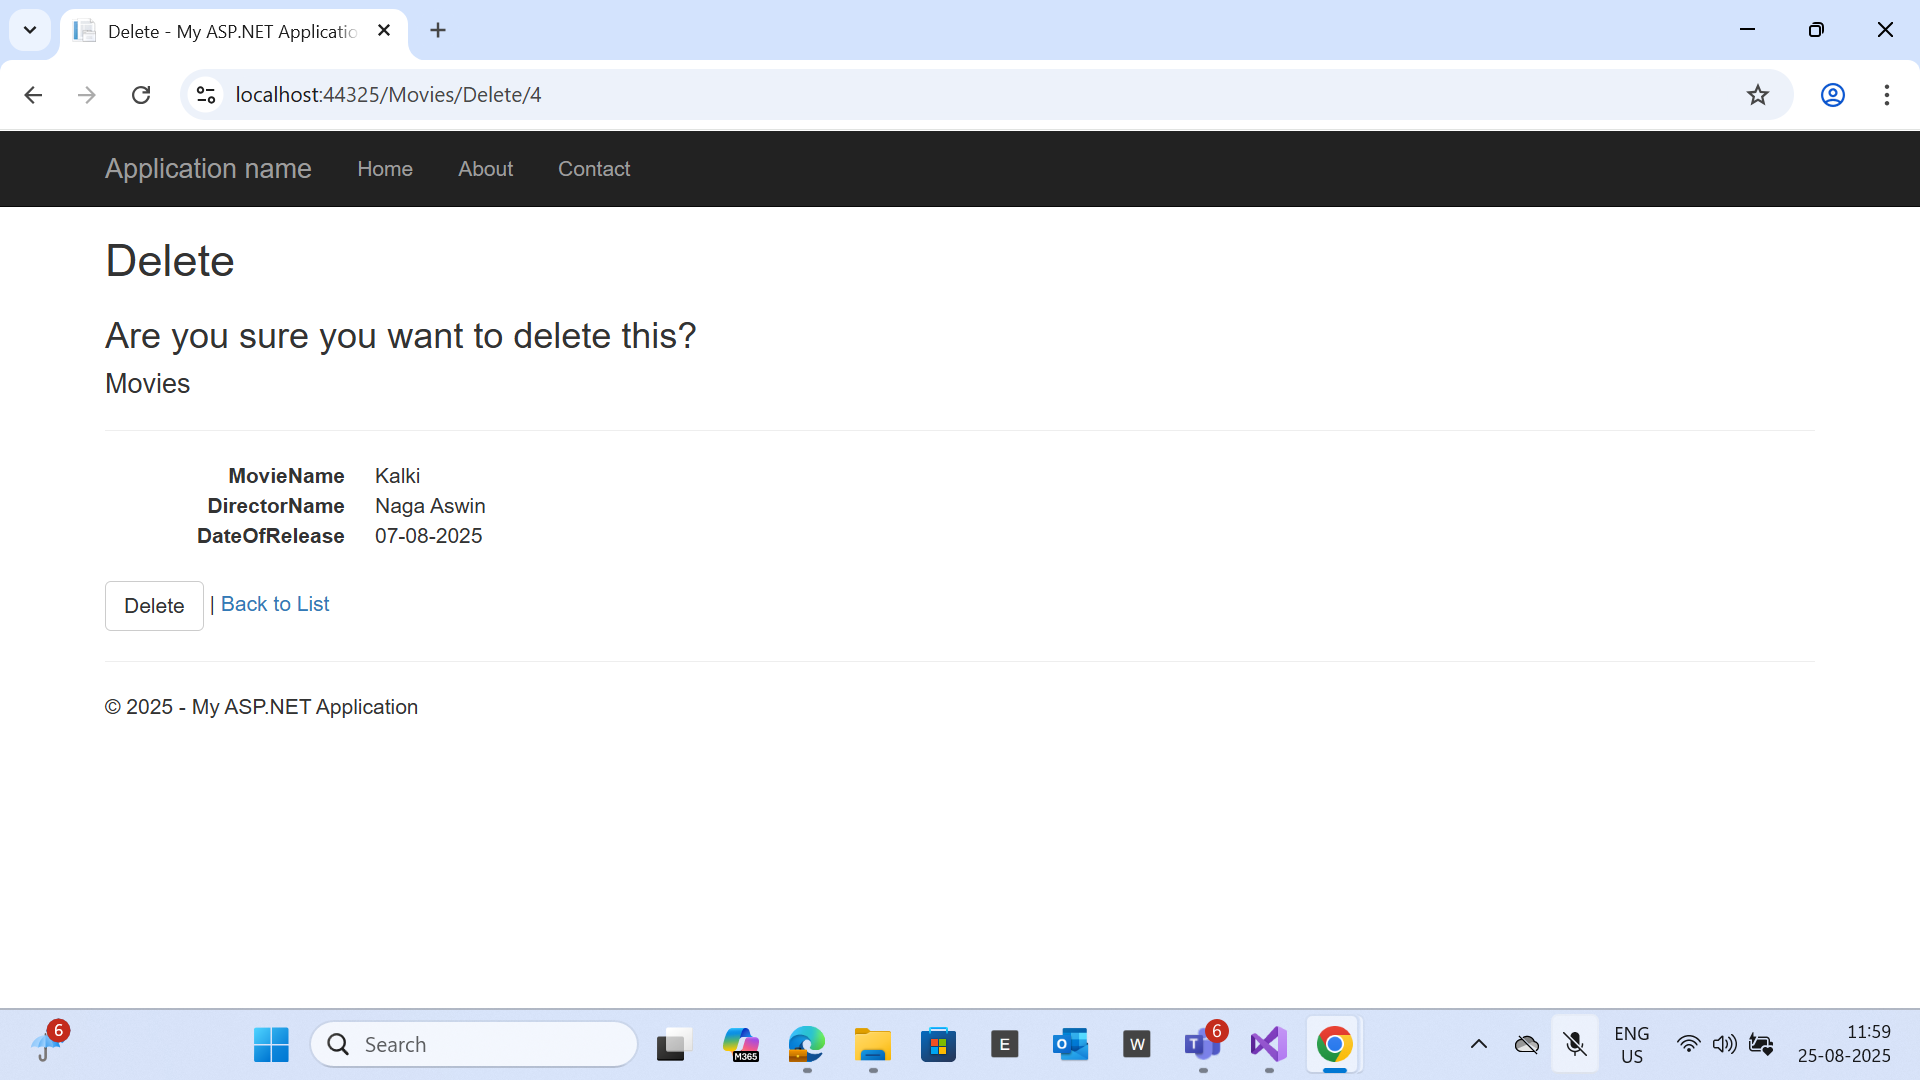 Delete - My ASP.NET Applicatio
localhost:44325/Movies/Delete/4
Application name Home About Contact
Delete
Are you sure you want to delete this?
Movies
MovieName Kalki
DirectorName Naga Aswin
DateOfRelease 07-08-2025
Delete | Back to List
© 2025 - My ASP.NET Application
6
Search
M365
E
O
W
T
6
ENG
US
11:59
25-08-2025